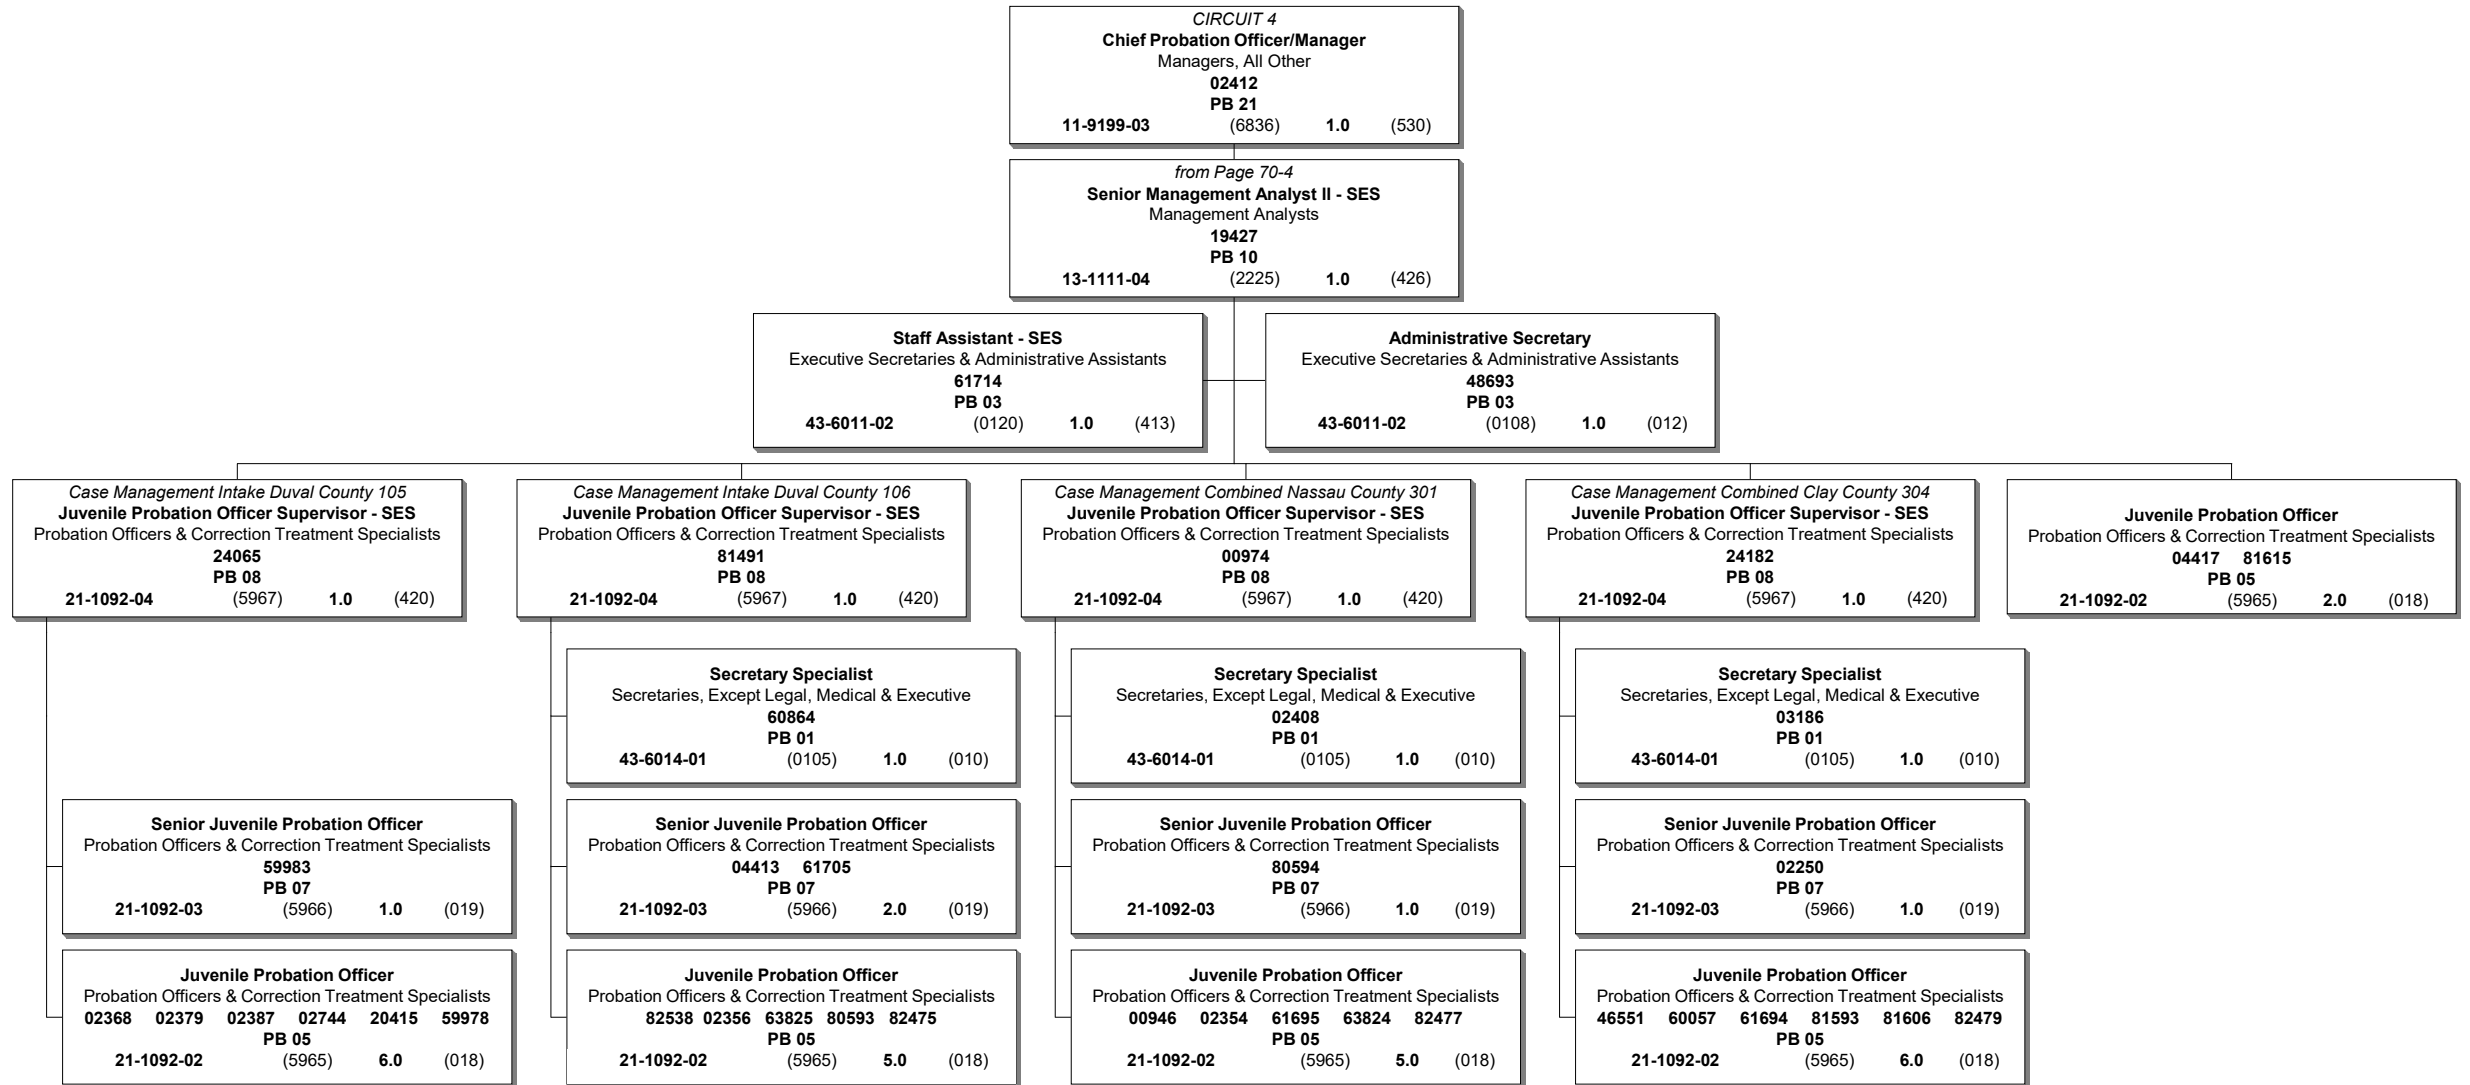 CIRCUIT 4
Chief Probation Officer/Manager
Managers, All Other
02412
PB 21
11-9199-03 (6836) 1.0 (530)
from Page 70-4
Senior Management Analyst II - SES
Management Analysts
19427
PB 10
13-1111-04 (2225) 1.0 (426)
Staff Assistant - SES
Executive Secretaries & Administrative Assistants
61714
PB 03
43-6011-02 (0120) 1.0 (413)
Administrative Secretary
Executive Secretaries & Administrative Assistants
48693
PB 03
43-6011-02 (0108) 1.0 (012)
Case Management Intake Duval County 105
Juvenile Probation Officer Supervisor - SES
Probation Officers & Correction Treatment Specialists
24065
PB 08
21-1092-04 (5967) 1.0 (420)
Case Management Intake Duval County 106
Juvenile Probation Officer Supervisor - SES
Probation Officers & Correction Treatment Specialists
81491
PB 08
21-1092-04 (5967) 1.0 (420)
Case Management Combined Nassau County 301
Juvenile Probation Officer Supervisor - SES
Probation Officers & Correction Treatment Specialists
00974
PB 08
21-1092-04 (5967) 1.0 (420)
Case Management Combined Clay County 304
Juvenile Probation Officer Supervisor - SES
Probation Officers & Correction Treatment Specialists
24182
PB 08
21-1092-04 (5967) 1.0 (420)
Juvenile Probation Officer
Probation Officers & Correction Treatment Specialists
04417 81615
PB 05
21-1092-02 (5965) 2.0 (018)
Secretary Specialist
Secretaries, Except Legal, Medical & Executive
60864
PB 01
43-6014-01 (0105) 1.0 (010)
Secretary Specialist
Secretaries, Except Legal, Medical & Executive
02408
PB 01
43-6014-01 (0105) 1.0 (010)
Secretary Specialist
Secretaries, Except Legal, Medical & Executive
03186
PB 01
43-6014-01 (0105) 1.0 (010)
Senior Juvenile Probation Officer
Probation Officers & Correction Treatment Specialists
59983
PB 07
21-1092-03 (5966) 1.0 (019)
Senior Juvenile Probation Officer
Probation Officers & Correction Treatment Specialists
04413 61705
PB 07
21-1092-03 (5966) 2.0 (019)
Senior Juvenile Probation Officer
Probation Officers & Correction Treatment Specialists
80594
PB 07
21-1092-03 (5966) 1.0 (019)
Senior Juvenile Probation Officer
Probation Officers & Correction Treatment Specialists
02250
PB 07
21-1092-03 (5966) 1.0 (019)
Juvenile Probation Officer
Probation Officers & Correction Treatment Specialists
02368 02379 02387 02744 20415 59978
PB 05
21-1092-02 (5965) 6.0 (018)
Juvenile Probation Officer
Probation Officers & Correction Treatment Specialists
82538 02356 63825 80593 82475
PB 05
21-1092-02 (5965) 5.0 (018)
Juvenile Probation Officer
Probation Officers & Correction Treatment Specialists
00946 02354 61695 63824 82477
PB 05
21-1092-02 (5965) 5.0 (018)
Juvenile Probation Officer
Probation Officers & Correction Treatment Specialists
46551 60057 61694 81593 81606 82479
PB 05
21-1092-02 (5965) 6.0 (018)